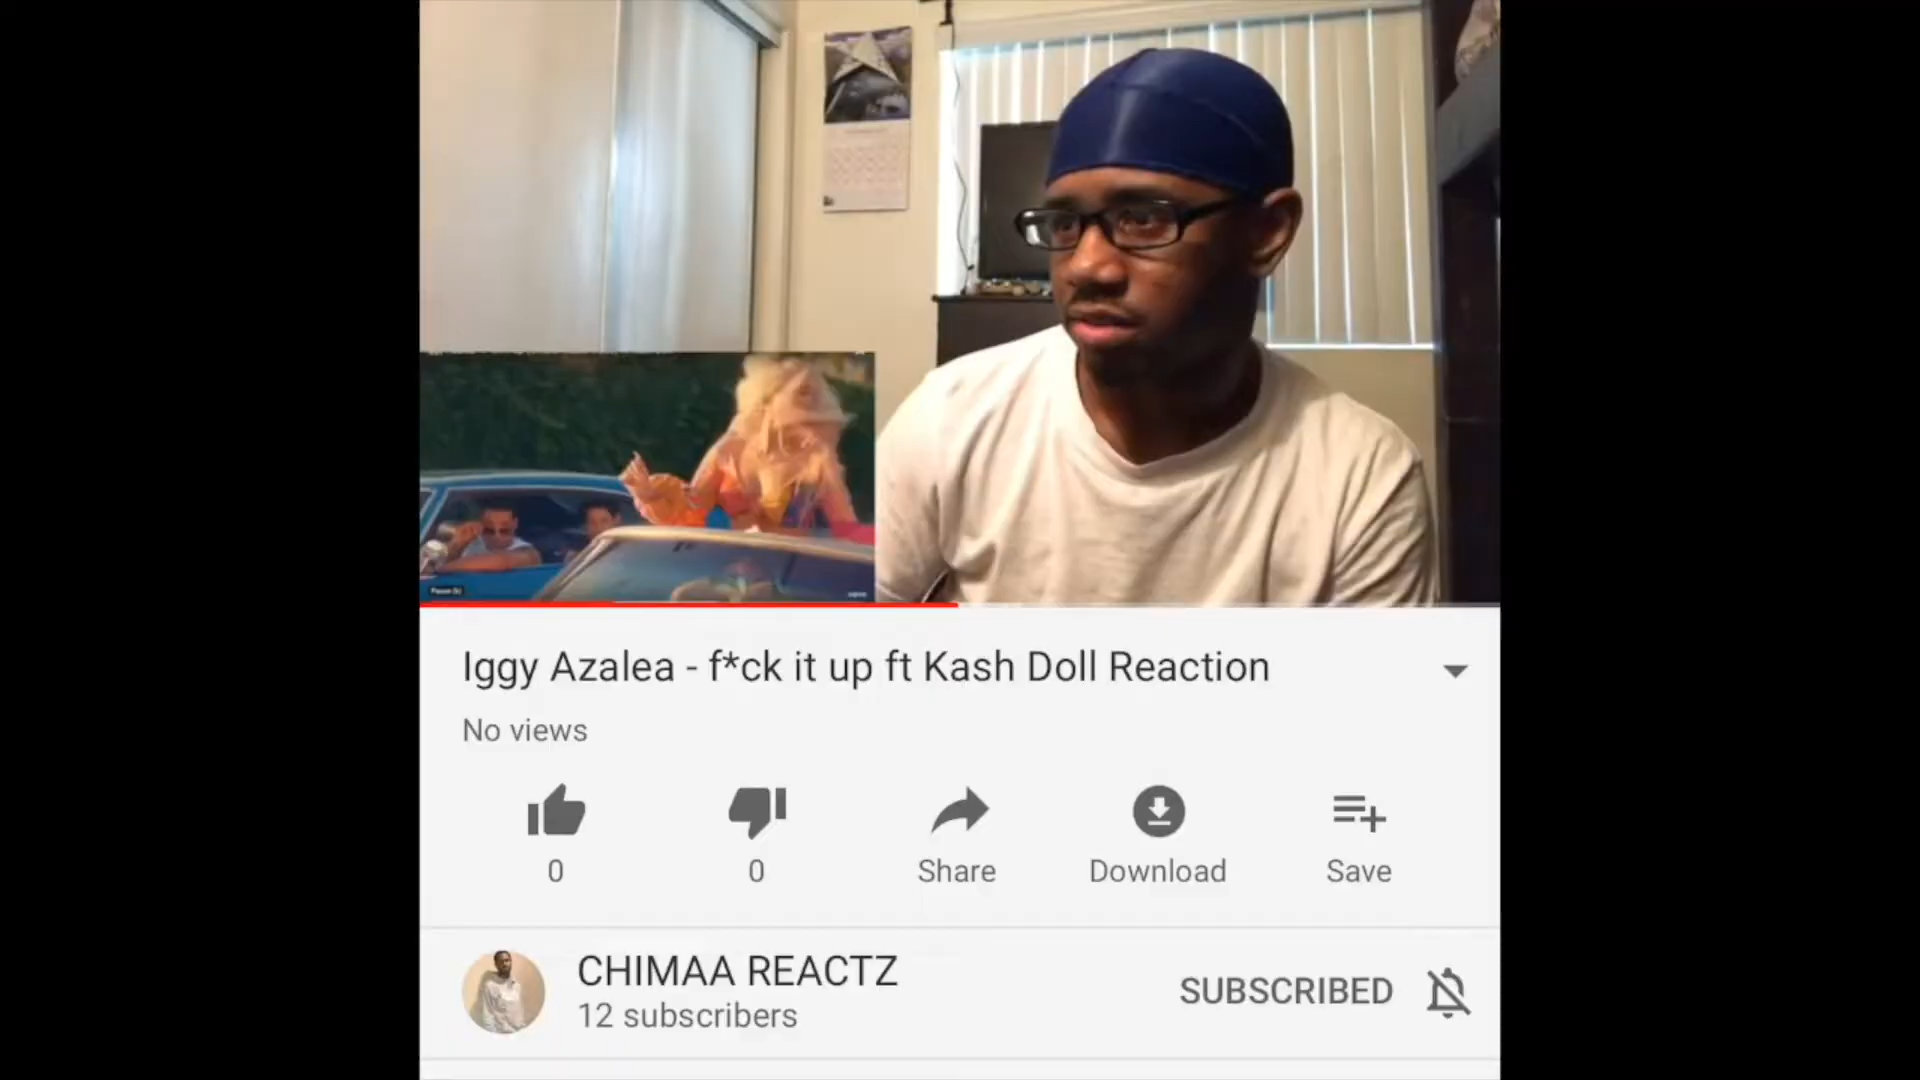 Iggy Azalea - f*ck it up ft Kash Doll Reaction
No views
0
0
Share
Download
Save
CHIMAA REACTZ
12 subscribers
SUBSCRIBED